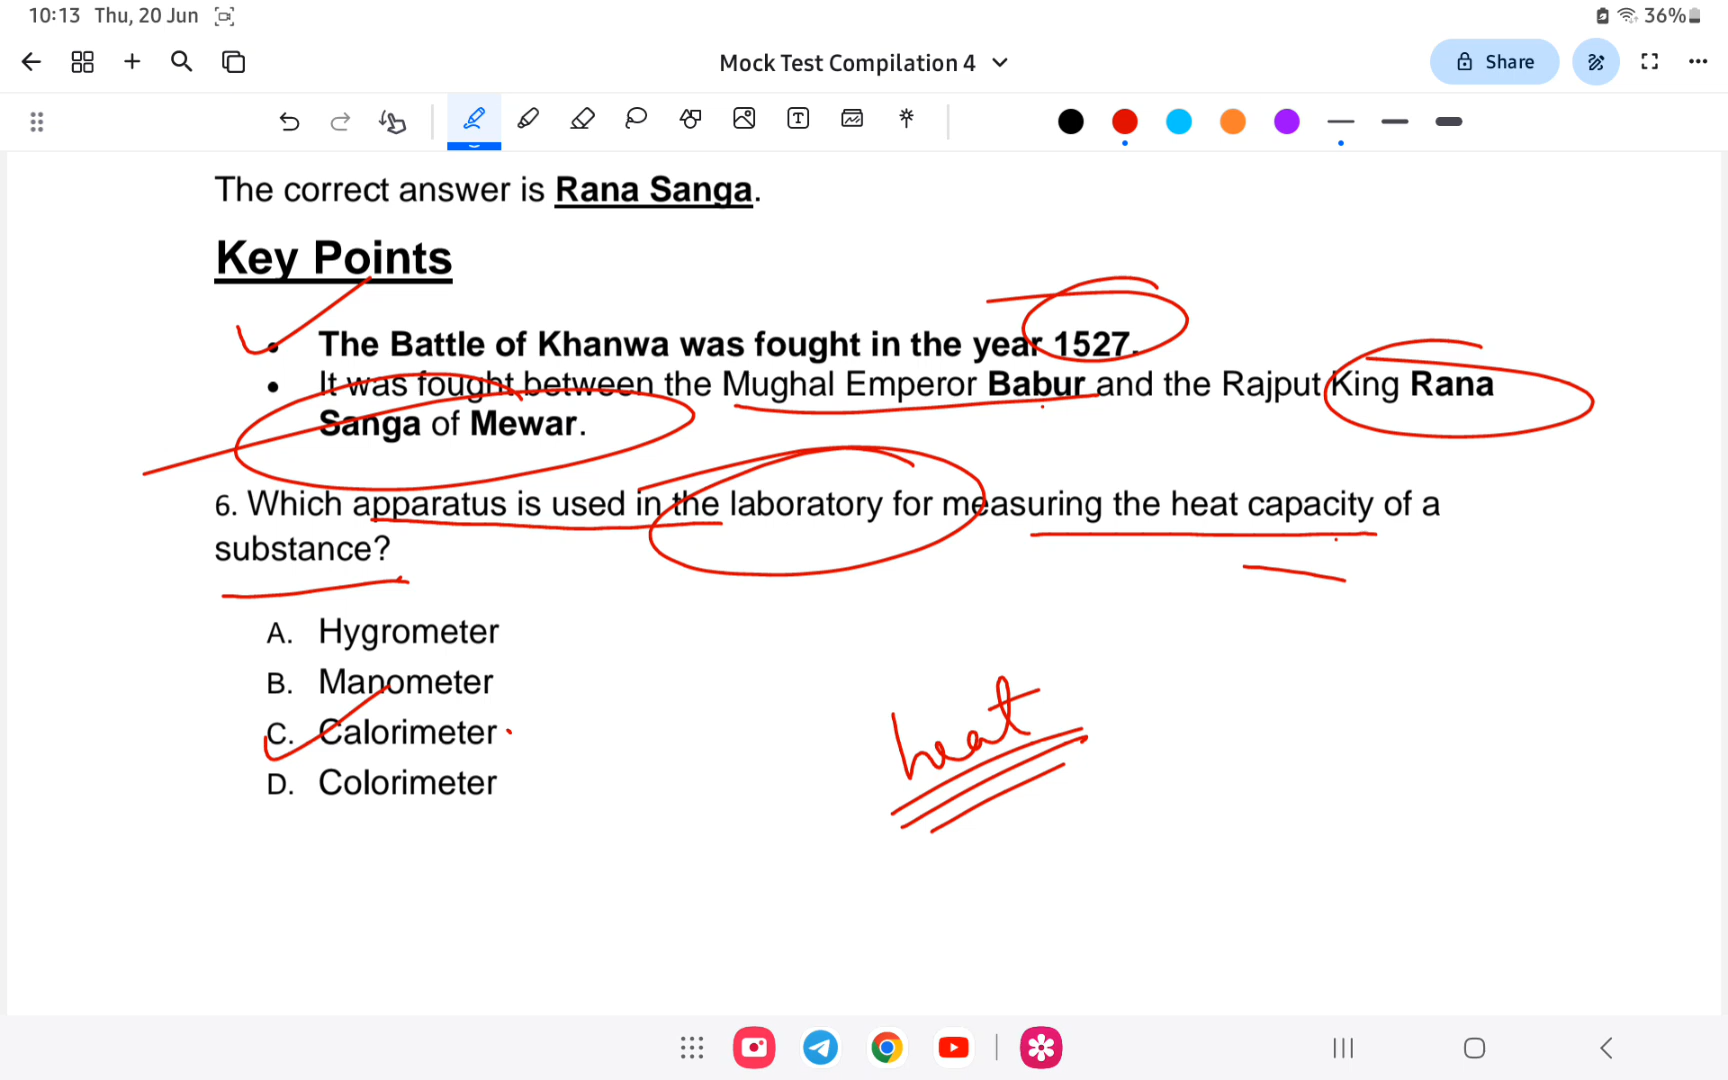 10:13 Thu, 20 Jun 36%
Mock Test Compilation 4 Share
The correct answer is Rana Sanga.
Key Points
• The Battle of Khanwa was fought in the year 1527.
• It was fought between the Mughal Emperor Babur and the Rajput King Rana
Sanga of Mewar.
6. Which apparatus is used in the laboratory for measuring the heat capacity of a
substance?
A. Hygrometer
B. Manometer
C. Calorimeter
D. Colorimeter
heat